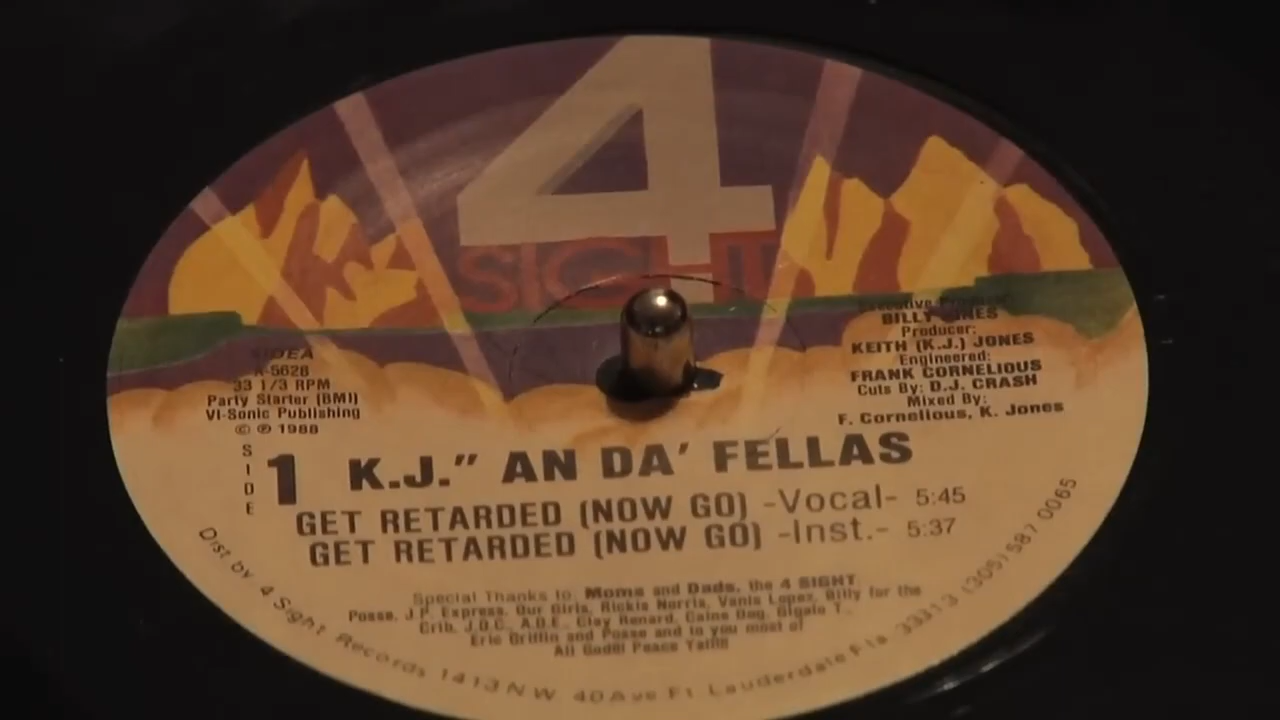 4
SIGHT
SIDE A
A-5628
33 1/3 RPM
Party Starter (BMI)
VI-Sonic Publishing
© ℗ 1988
Executive Producer:
BILLY
Producer:
KEITH (K.J.) JONES
Engineered:
FRANK CORNELIOUS
Cuts By: D.J. CRASH
Mixed By:
F. Cornelious, K. Jones
SIDE
1 K.J." AN DA' FELLAS
GET RETARDED (NOW GO) -Vocal- 5:45
GET RETARDED (NOW GO) -Inst.- 5:37
Special Thanks to, Moms and Dads, the 4 SIGHT
Posse, J.P. Express, Our Girls, Rickie Norris, Vanis Lopez, Billy for the
Crib, J.D.C., A.D.E., Clay Renard, Caine Dog, Gigalo T.,
Eric Griffin and Posse and to you most of
All God!! Peace Ya!!!!
Dist by 4 Sight Records 1413 N W 40 Ave Ft Lauderdale Fla 33313 (305) 587 0065